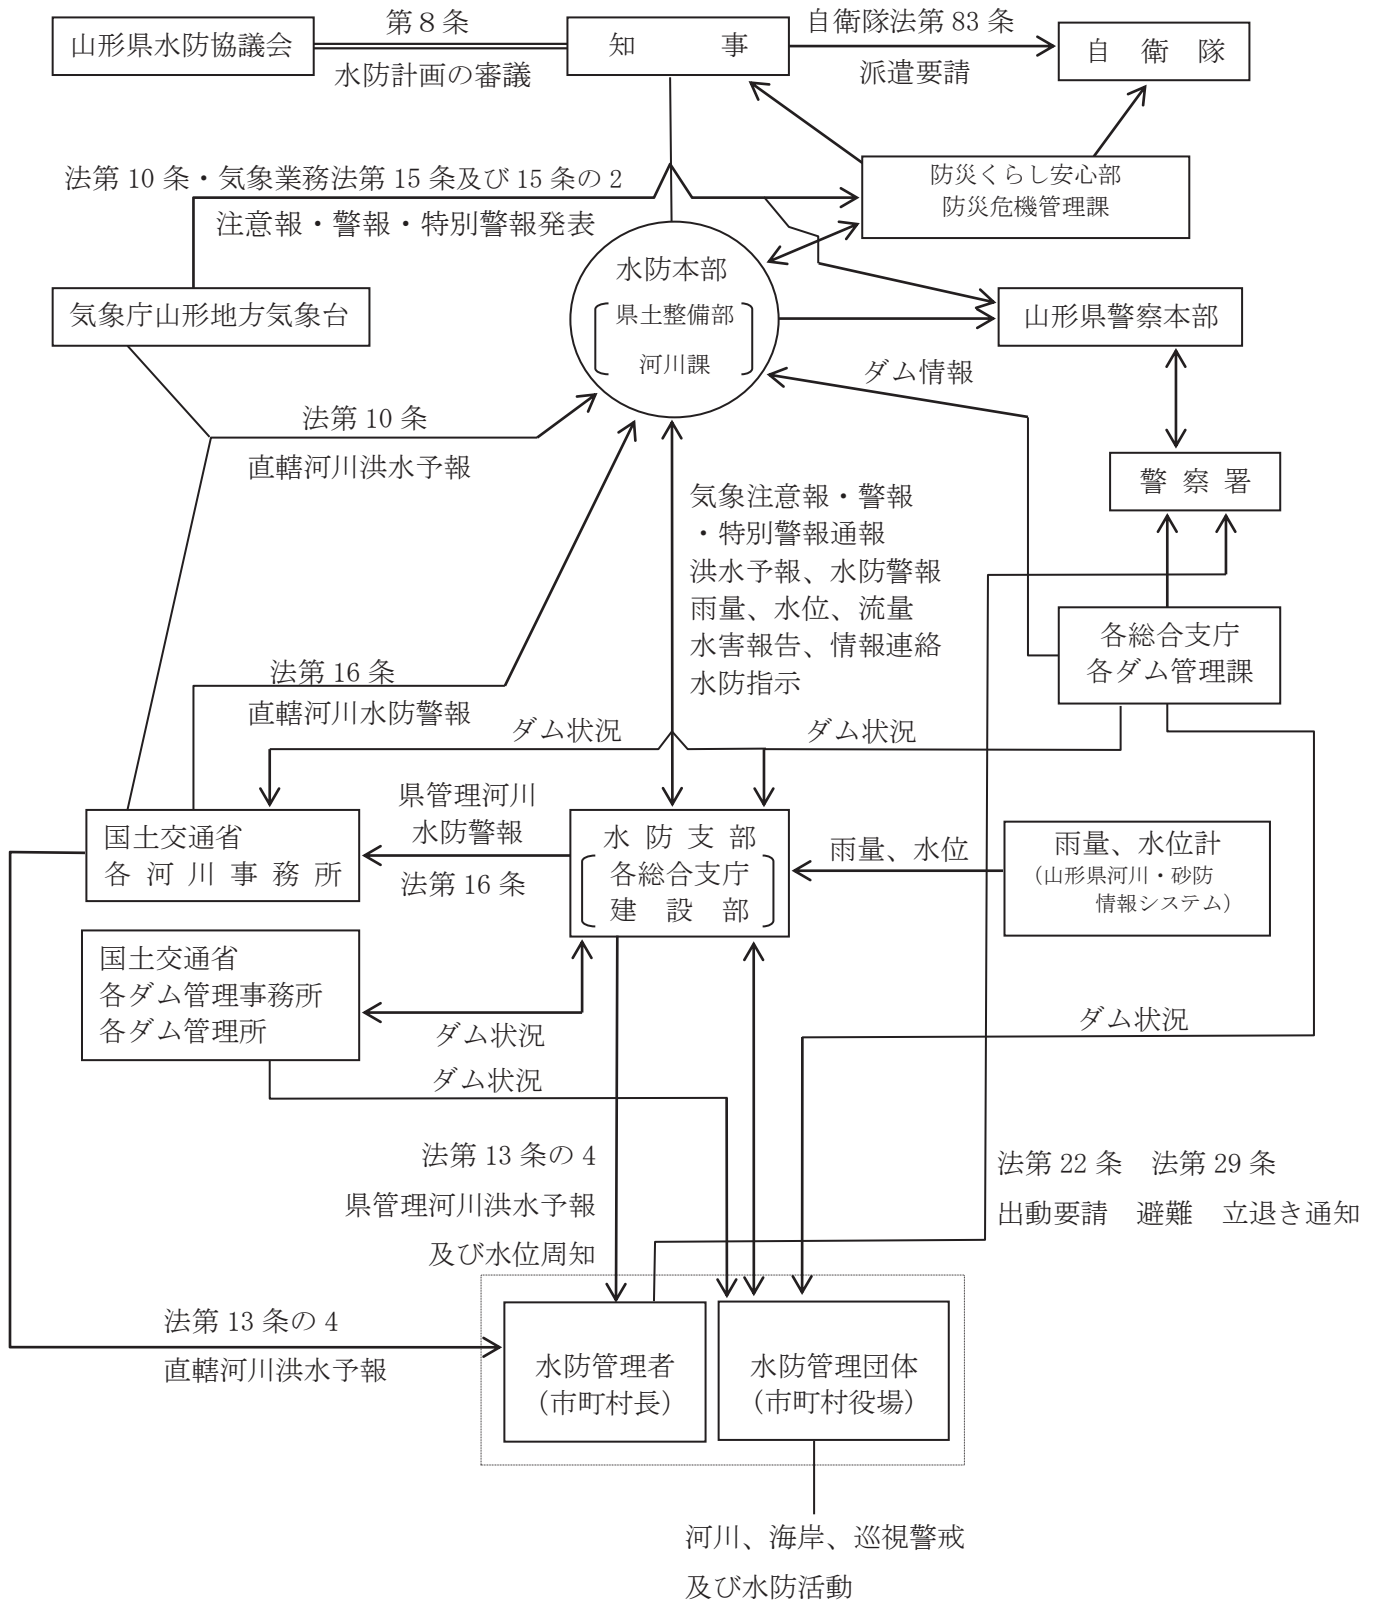 第８条
自衛隊法第 83 条
山形県水防協議会
知　事
自　衛　隊
水防計画の審議
派遣要請
法第 10 条・気象業務法第 15 条及び 15 条の 2
注意報・警報・特別警報発表
防災くらし安心部
防災危機管理課
水防本部
県土整備部
河川課
気象庁山形地方気象台
山形県警察本部
ダム情報
法第 10 条
直轄河川洪水予報
警 察 署
気象注意報・警報
・特別警報通報
洪水予報、水防警報
雨量、水位、流量
水害報告、情報連絡
水防指示
各総合支庁
各ダム管理課
法第 16 条
直轄河川水防警報
ダム状況
ダム状況
県管理河川
水防警報
法第 16 条
国土交通省
各 河 川 事 務 所
水 防 支 部
各総合支庁
建　設　部
雨量、水位
雨量、水位計
（山形県河川・砂防
情報システム）
国土交通省
各ダム管理事務所
各ダム管理所
ダム状況
ダム状況
ダム状況
法第 13 条の 4
県管理河川洪水予報
及び水位周知
法第 22 条　法第 29 条
出動要請　避難　立退き通知
法第 13 条の 4
直轄河川洪水予報
水防管理者
（市町村長）
水防管理団体
（市町村役場）
河川、海岸、巡視警戒
及び水防活動